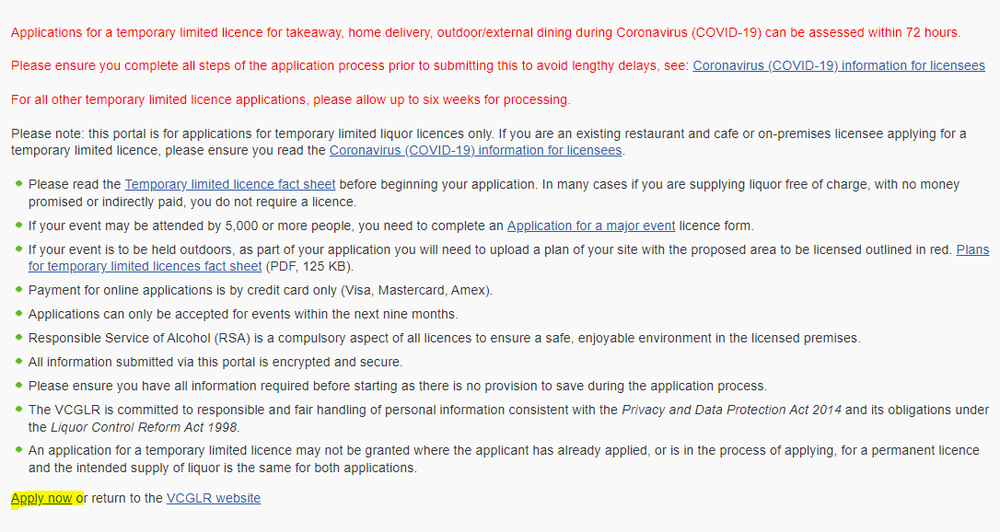 Applications for a temporary limited licence for takeaway, home delivery, outdoor/external dining during Coronavirus (COVID-19) can be assessed within 72 hours.
Please ensure you complete all steps of the application process prior to submitting this to avoid lengthy delays, see: Coronavirus (COVID-19) information for licensees
For all other temporary limited licence applications, please allow up to six weeks for processing.
Please note: this portal is for applications for temporary limited liquor licences only. If you are an existing restaurant and cafe or on-premises licensee applying for a
temporary limited licence, please ensure you read the Coronavirus (COVID-19) information for licensees.
Please read the Temporary limited licence fact sheet before beginning your application. In many cases if you are supplying liquor free of charge, with no money
promised or indirectly paid, you do not require a licence.
If your event may be attended by 5,000 or more people, you need to complete an Application for a major event licence form.
If your event is to be held outdoors, as part of your application you will need to upload a plan of your site with the proposed area to be licensed outlined in red. Plans
for temporary limited licences fact sheet (PDF, 125 KB).
Payment for online applications is by credit card only (Visa, Mastercard, Amex).
Applications can only be accepted for events within the next nine months.
Responsible Service of Alcohol (RSA) is a compulsory aspect of all licences to ensure a safe, enjoyable environment in the licensed premises.
All information submitted via this portal is encrypted and secure.
Please ensure you have all information required before starting as there is no provision to save during the application process.
The VCGLR is committed to responsible and fair handling of personal information consistent with the Privacy and Data Protection Act 2014 and its obligations under
the Liquor Control Reform Act 1998.
An application for a temporary limited licence may not be granted where the applicant has already applied, or is in the process of applying, for a permanent licence
and the intended supply of liquor is the same for both applications.
Apply now or return to the VCGLR website